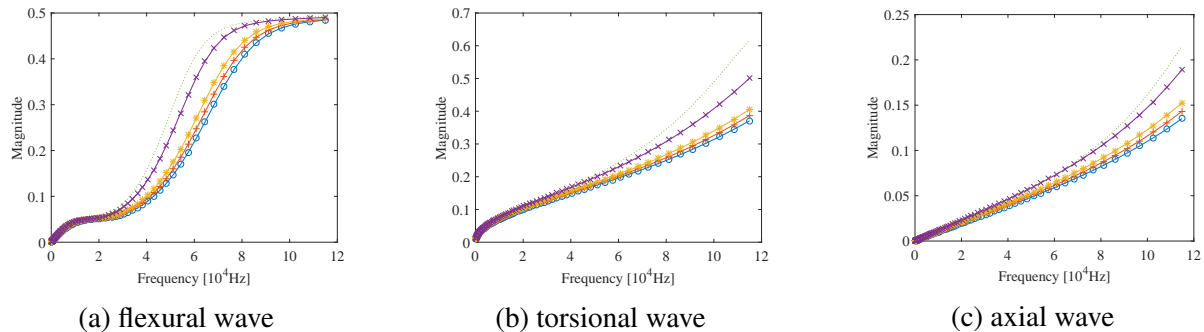 0.5
0.4
0.3
0.2
0.1
0
Magnitude
0 2 4 6 8 10 12
Frequency [10⁴Hz]
(a) flexural wave
0.7
0.6
0.5
0.4
0.3
0.2
0.1
0
Magnitude
0 2 4 6 8 10 12
Frequency [10⁴Hz]
(b) torsional wave
0.25
0.20
0.15
0.10
0.05
0
Magnitude
0 2 4 6 8 10 12
Frequency [10⁴Hz]
(c) axial wave